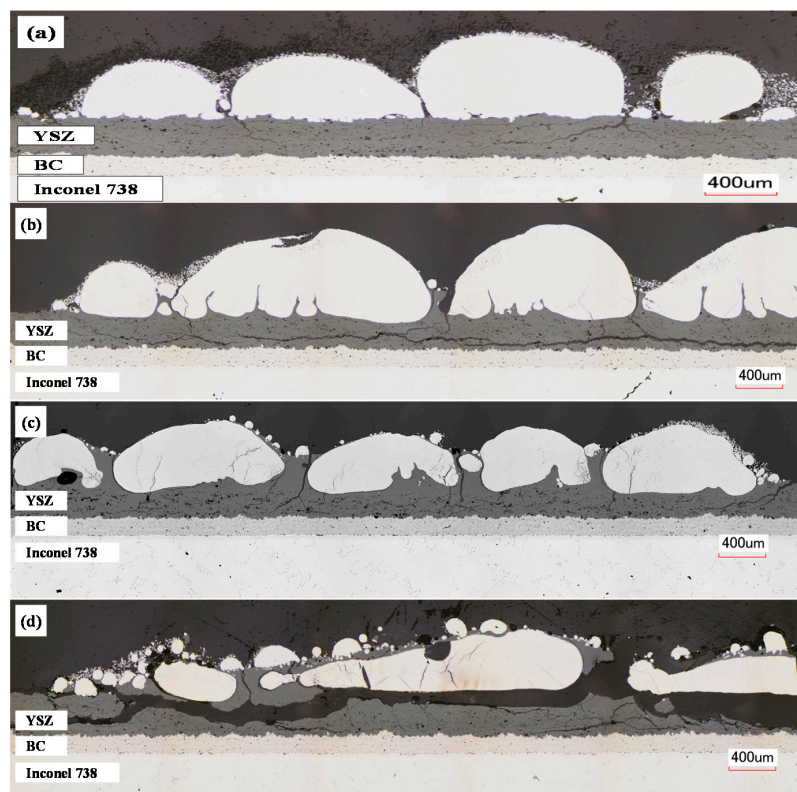 (a)
YSZ
BC
Inconel 738
400um
(b)
YSZ
BC
Inconel 738
400um
(c)
YSZ
BC
Inconel 738
400um
(d)
YSZ
BC
Inconel 738
400um